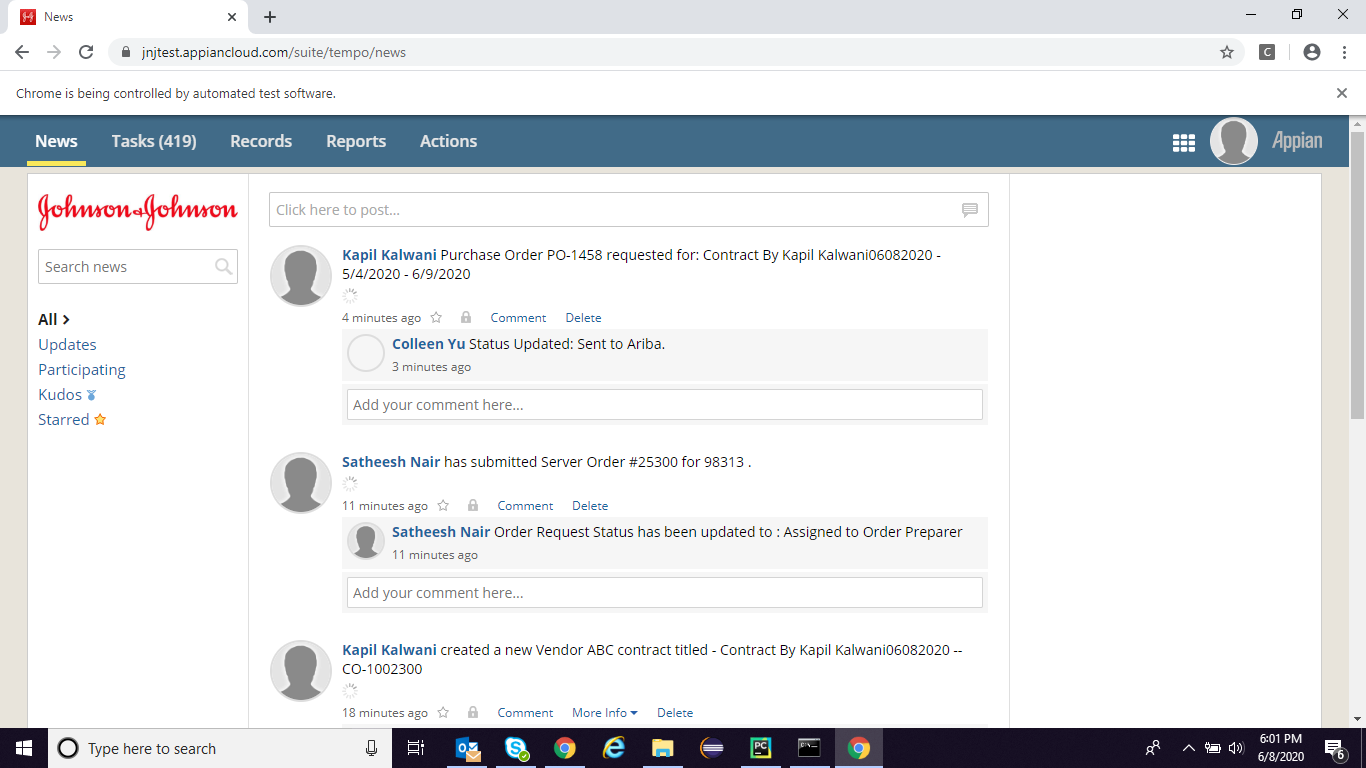 News
jnjtest.appiancloud.com/suite/tempo/news
C
Chrome is being controlled by automated test software.
News Tasks (419) Records Reports Actions Appian
Johnson & Johnson
Search news
All
Updates
Participating
Kudos
Starred
Click here to post...
Kapil Kalwani Purchase Order PO-1458 requested for: Contract By Kapil Kalwani06082020 -
5/4/2020 - 6/9/2020
4 minutes ago Comment Delete
Colleen Yu Status Updated: Sent to Ariba.
3 minutes ago
Add your comment here...
Satheesh Nair has submitted Server Order #25300 for 98313 .
11 minutes ago Comment Delete
Satheesh Nair Order Request Status has been updated to : Assigned to Order Preparer
11 minutes ago
Add your comment here...
Kapil Kalwani created a new Vendor ABC contract titled - Contract By Kapil Kalwani06082020 --
CO-1002300
18 minutes ago Comment More Info Delete
Type here to search
PC
6:01 PM
6/8/2020
6